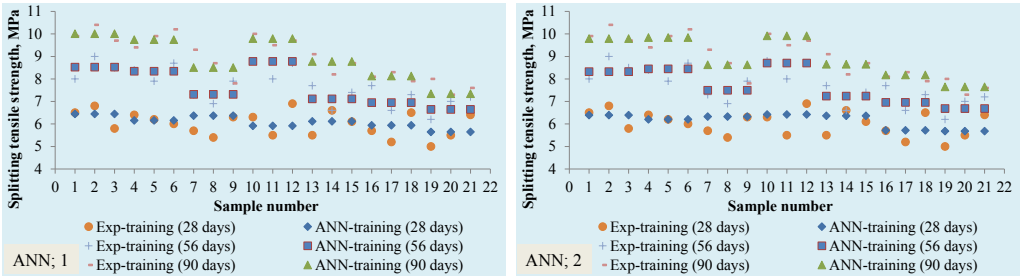 Splitting tensile strength, MPa
11
10
9
8
7
6
5
4
0 1 2 3 4 5 6 7 8 9 10 11 12 13 14 15 16 17 18 19 20 21 22
Sample number
Exp-training (28 days) ANN-training (28 days)
Exp-training (56 days) ANN-training (56 days)
Exp-training (90 days) ANN-training (90 days)
ANN; 1
Splitting tensile strength, MPa
11
10
9
8
7
6
5
4
0 1 2 3 4 5 6 7 8 9 10 11 12 13 14 15 16 17 18 19 20 21 22
Sample number
Exp-training (28 days) ANN-training (28 days)
Exp-training (56 days) ANN-training (56 days)
Exp-training (90 days) ANN-training (90 days)
ANN; 2